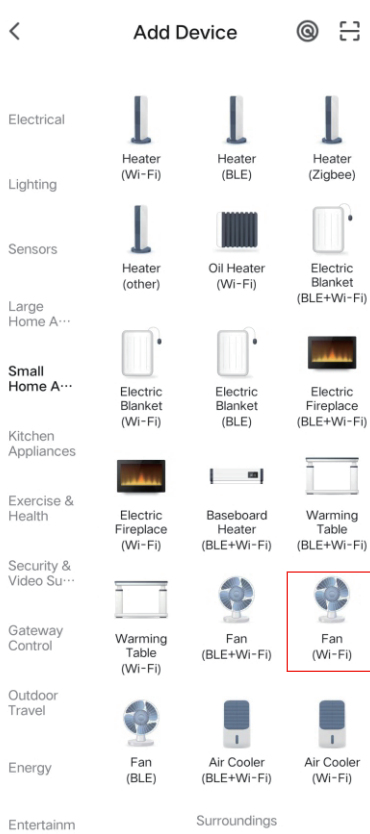 Add Device
Electrical
Lighting
Sensors
Large
Home A···
Small
Home A···
Kitchen
Appliances
Exercise &
Health
Security &
Video Su···
Gateway
Control
Outdoor
Travel
Energy
Entertainm
Heater
(Wi-Fi)
Heater
(BLE)
Heater
(Zigbee)
Heater
(other)
Oil Heater
(Wi-Fi)
Electric
Blanket
(BLE+Wi-Fi)
Electric
Blanket
(Wi-Fi)
Electric
Blanket
(BLE)
Electric
Fireplace
(BLE+Wi-Fi)
Electric
Fireplace
(Wi-Fi)
Baseboard
Heater
(BLE+Wi-Fi)
Warming
Table
(BLE+Wi-Fi)
Warming
Table
(Wi-Fi)
Fan
(BLE+Wi-Fi)
Fan
(Wi-Fi)
Fan
(BLE)
Air Cooler
(BLE+Wi-Fi)
Air Cooler
(Wi-Fi)
Surroundings